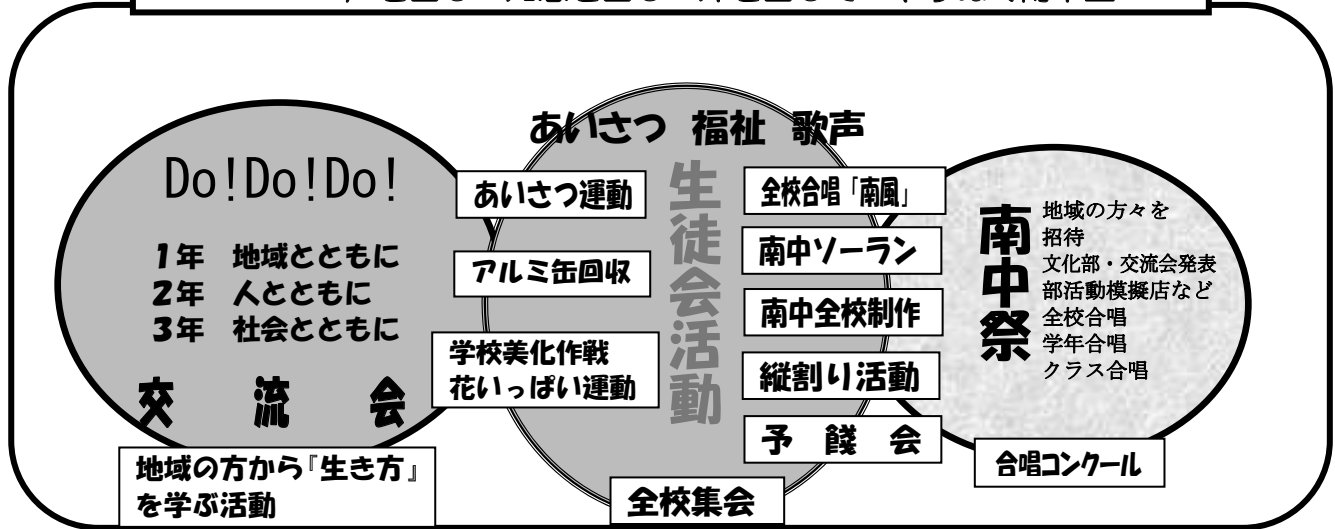 Do!Do!Do!
1年 地域とともに
2年 人とともに
3年 社会とともに
交 流 会
地域の方から『生き方』
を学ぶ活動
あいさつ 福祉 歌声
生徒会活動
あいさつ運動
アルミ缶回収
学校美化作戦
花いっぱい運動
全校合唱「南風」
南中ソーラン
南中全校制作
縦割り活動
予 餞 会
全校集会
南中祭
地域の方々を
招待
文化部・交流会発表
部活動模擬店など
全校合唱
学年合唱
クラス合唱
合唱コンクール